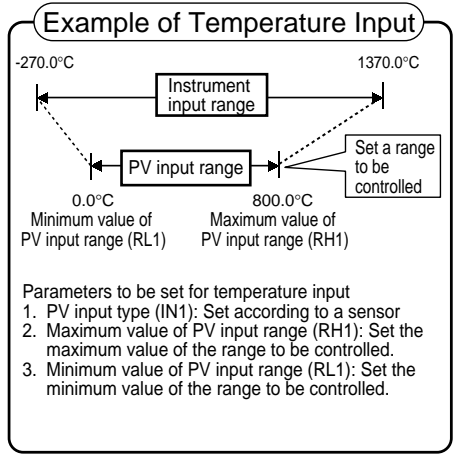 Example of Temperature Input
-270.0°C
1370.0°C
Instrument
input range
PV input range
Set a range
to be
controlled
0.0°C
Minimum value of
PV input range (RL1)
800.0°C
Maximum value of
PV input range (RH1)
Parameters to be set for temperature input
1. PV input type (IN1): Set according to a sensor
2. Maximum value of PV input range (RH1): Set the
maximum value of the range to be controlled.
3. Minimum value of PV input range (RL1): Set the
minimum value of the range to be controlled.